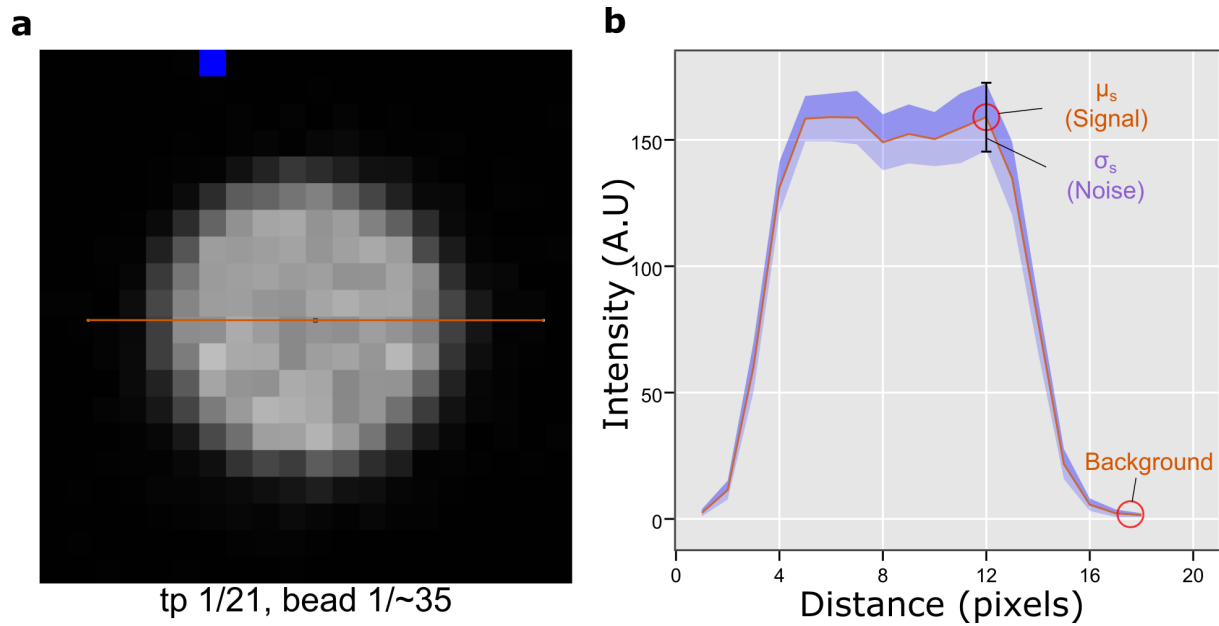 a
tp 1/21, bead 1/~35
b
Intensity (A.U)
150
100
50
0
μs
(Signal)
σs
(Noise)
Background
0 4 8 12 16 20
Distance (pixels)